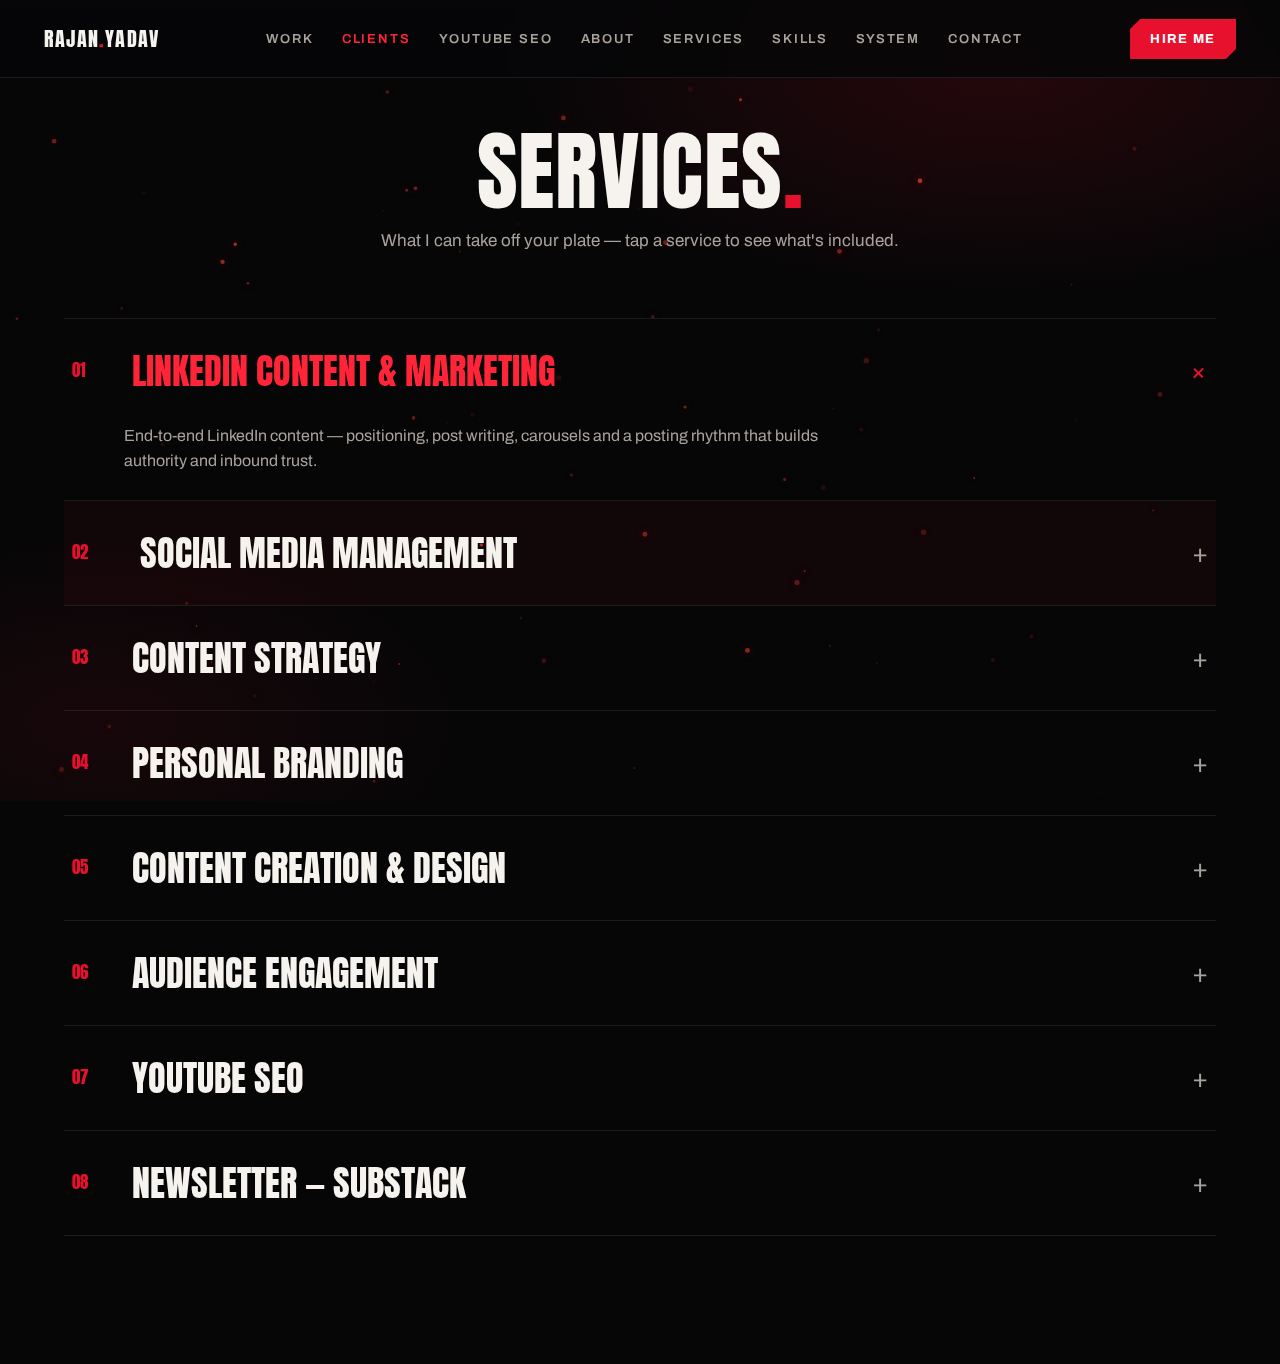 RAJAN.YADAV
WORK CLIENTS YOUTUBE SEO ABOUT SERVICES SKILLS SYSTEM CONTACT
HIRE ME
SERVICES.
What I can take off your plate — tap a service to see what's included.
01 LINKEDIN CONTENT & MARKETING ×
End-to-end LinkedIn content — positioning, post writing, carousels and a posting rhythm that builds
authority and inbound trust.
02 SOCIAL MEDIA MANAGEMENT +
03 CONTENT STRATEGY +
04 PERSONAL BRANDING +
05 CONTENT CREATION & DESIGN +
06 AUDIENCE ENGAGEMENT +
07 YOUTUBE SEO +
08 NEWSLETTER — SUBSTACK +